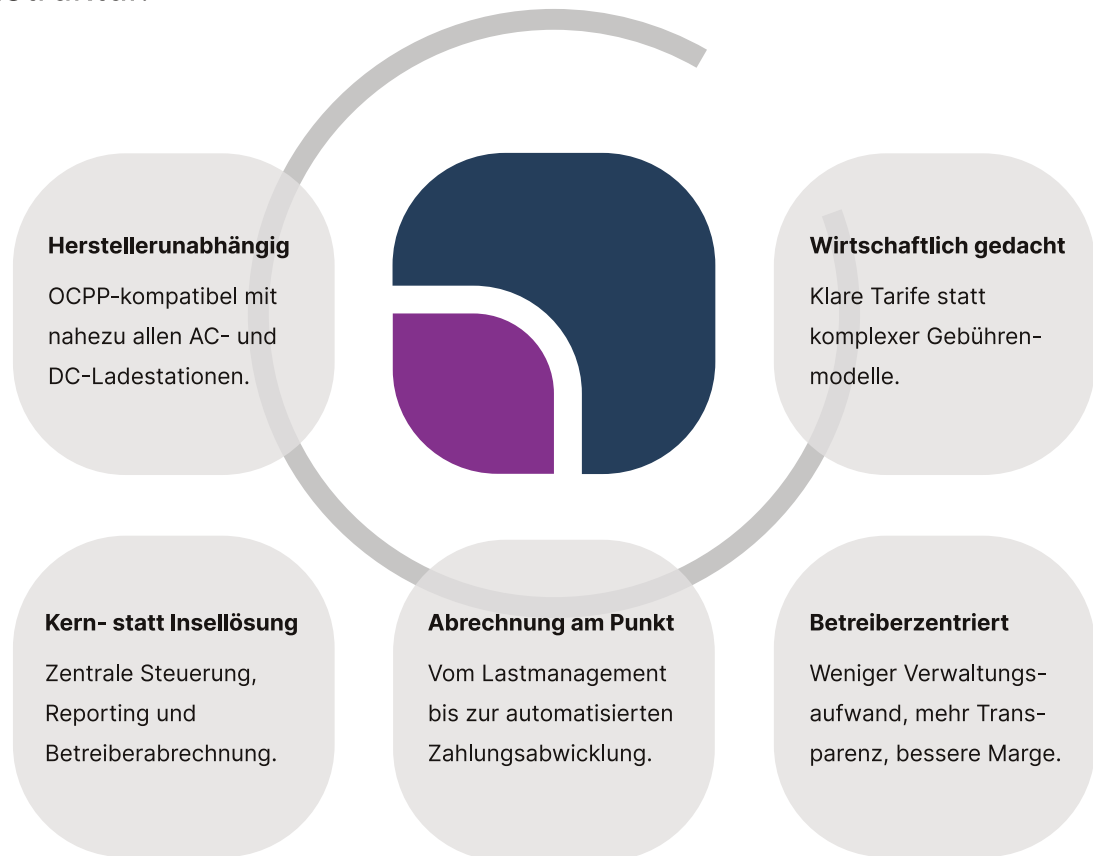 Herstellerunabhängig
OCPP-kompatibel mit
nahezu allen AC- und
DC-Ladestationen.
Wirtschaftlich gedacht
Klare Tarife statt
komplexer Gebühren-
modelle.
Kern- statt Insellösung
Zentrale Steuerung,
Reporting und
Betreiberabrechnung.
Abrechnung am Punkt
Vom Lastmanagement
bis zur automatisierten
Zahlungsabwicklung.
Betreiberzentriert
Weniger Verwaltungs-
aufwand, mehr Trans-
parenz, bessere Marge.